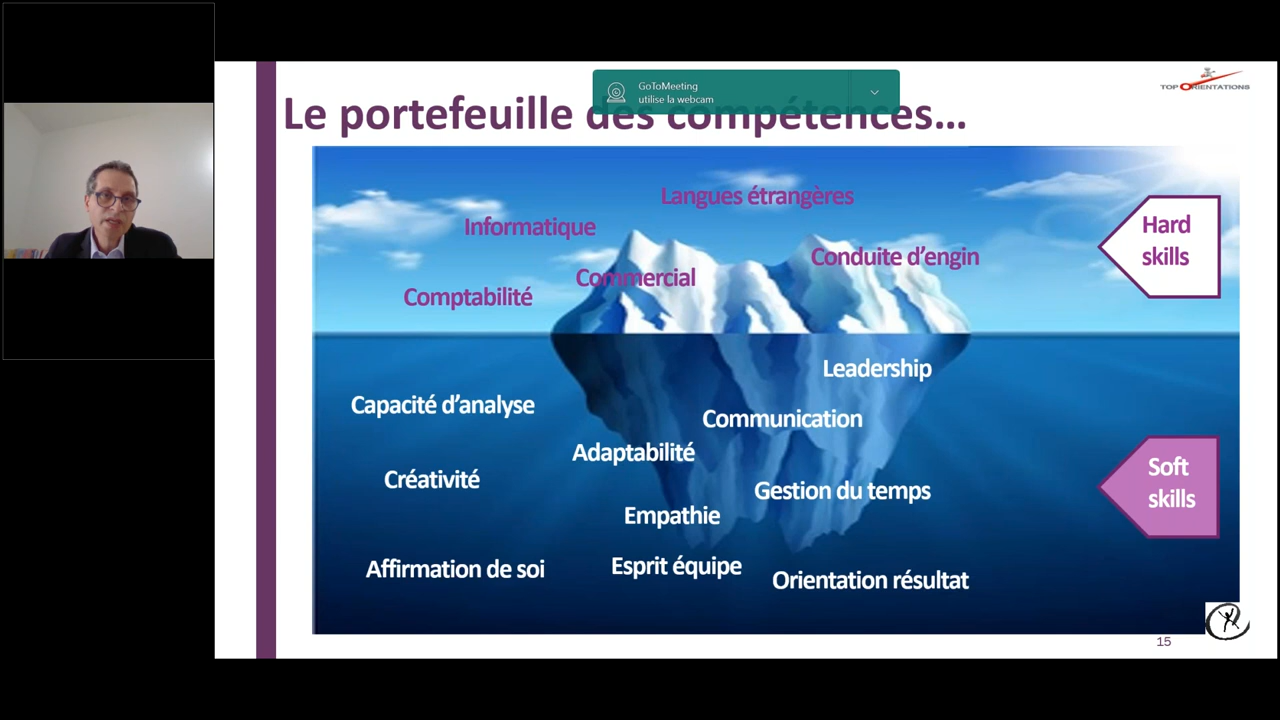 GoToMeeting
utilise la webcam
TOP ORIENTATIONS
Le portefeuille des compétences…
Langues étrangères
Informatique
Hard
skills
Conduite d’engin
Commercial
Comptabilité
Leadership
Capacité d’analyse
Communication
Adaptabilité
Créativité
Soft
skills
Gestion du temps
Empathie
Affirmation de soi
Esprit équipe
Orientation résultat
15